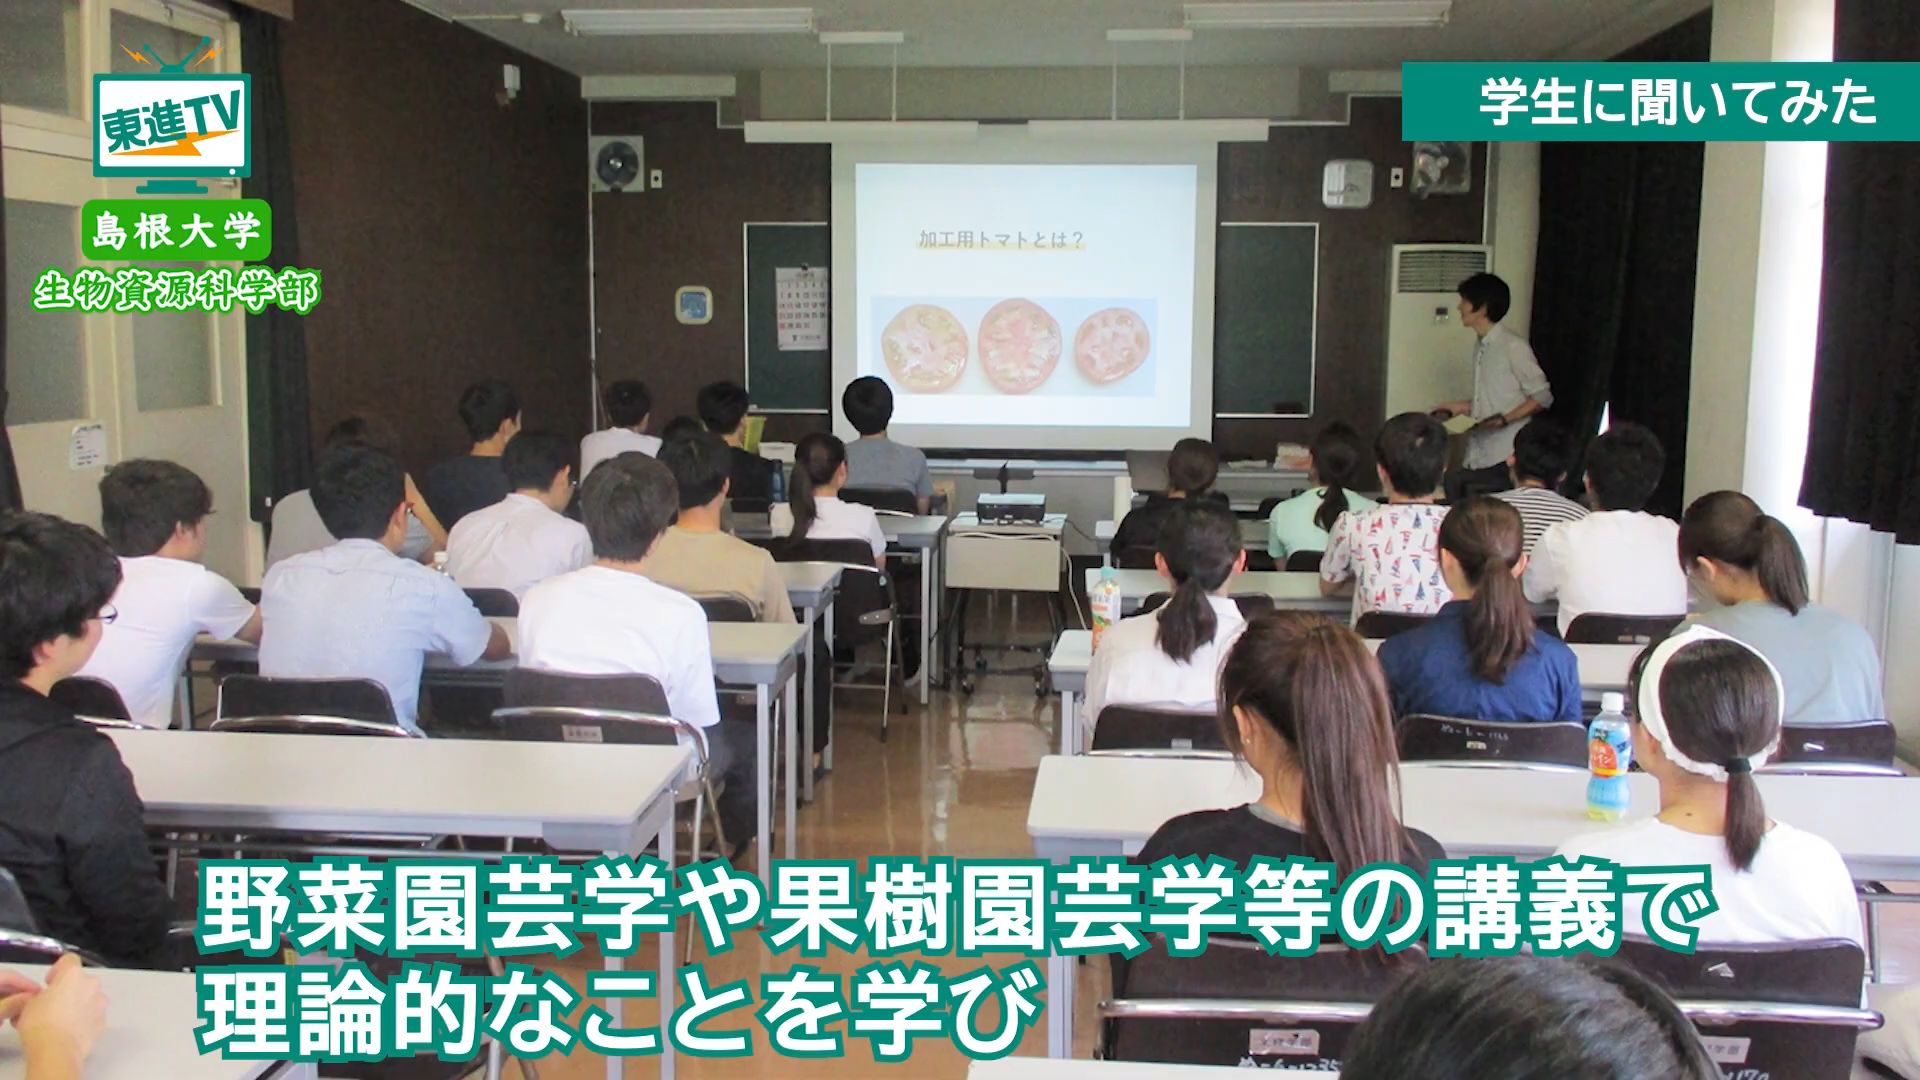 東進TV
島根大学
生物資源科学部
学生に聞いてみた
加工用トマトとは？
野菜園芸学や果樹園芸学等の講義で
理論的なことを学び